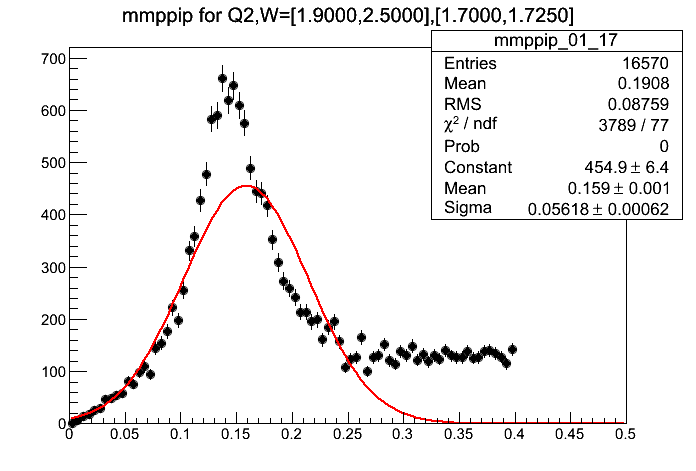 mmppip for Q2,W=[1.9000,2.5000],[1.7000,1.7250]
mmppip_01_17
Entries 16570
Mean 0.1908
RMS 0.08759
χ² / ndf 3789 / 77
Prob 0
Constant 454.9 ± 6.4
Mean 0.159 ± 0.001
Sigma 0.05618 ± 0.00062
700
600
500
400
300
200
100
0
0 0.05 0.1 0.15 0.2 0.25 0.3 0.35 0.4 0.45 0.5